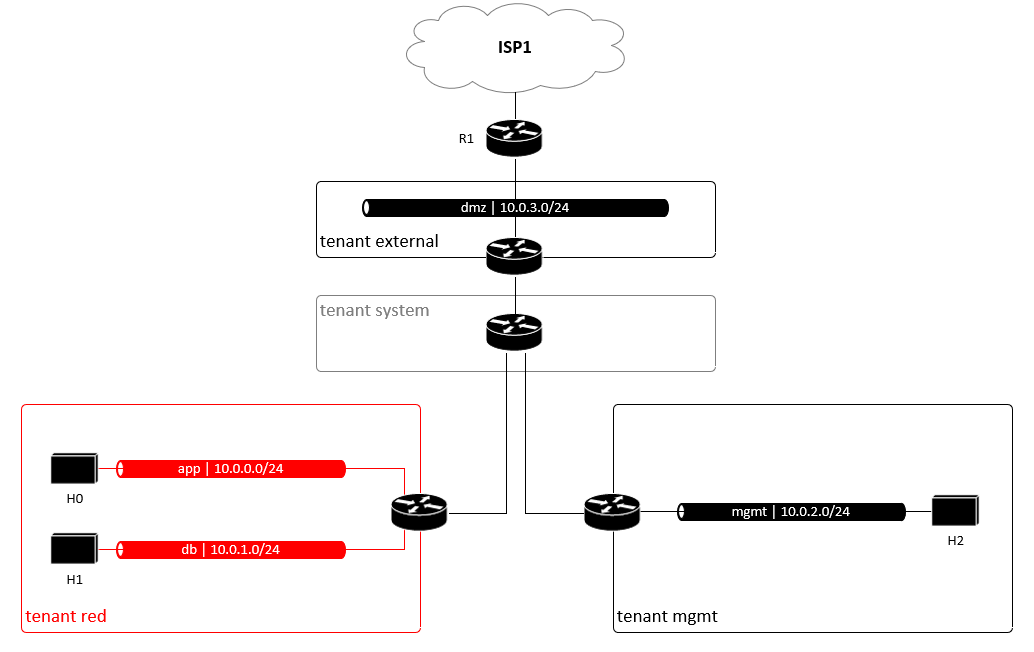 ISP1
R1
dmz | 10.0.3.0/24
tenant external
tenant system
app | 10.0.0.0/24
H0
db | 10.0.1.0/24
H1
tenant red
mgmt | 10.0.2.0/24
H2
tenant mgmt